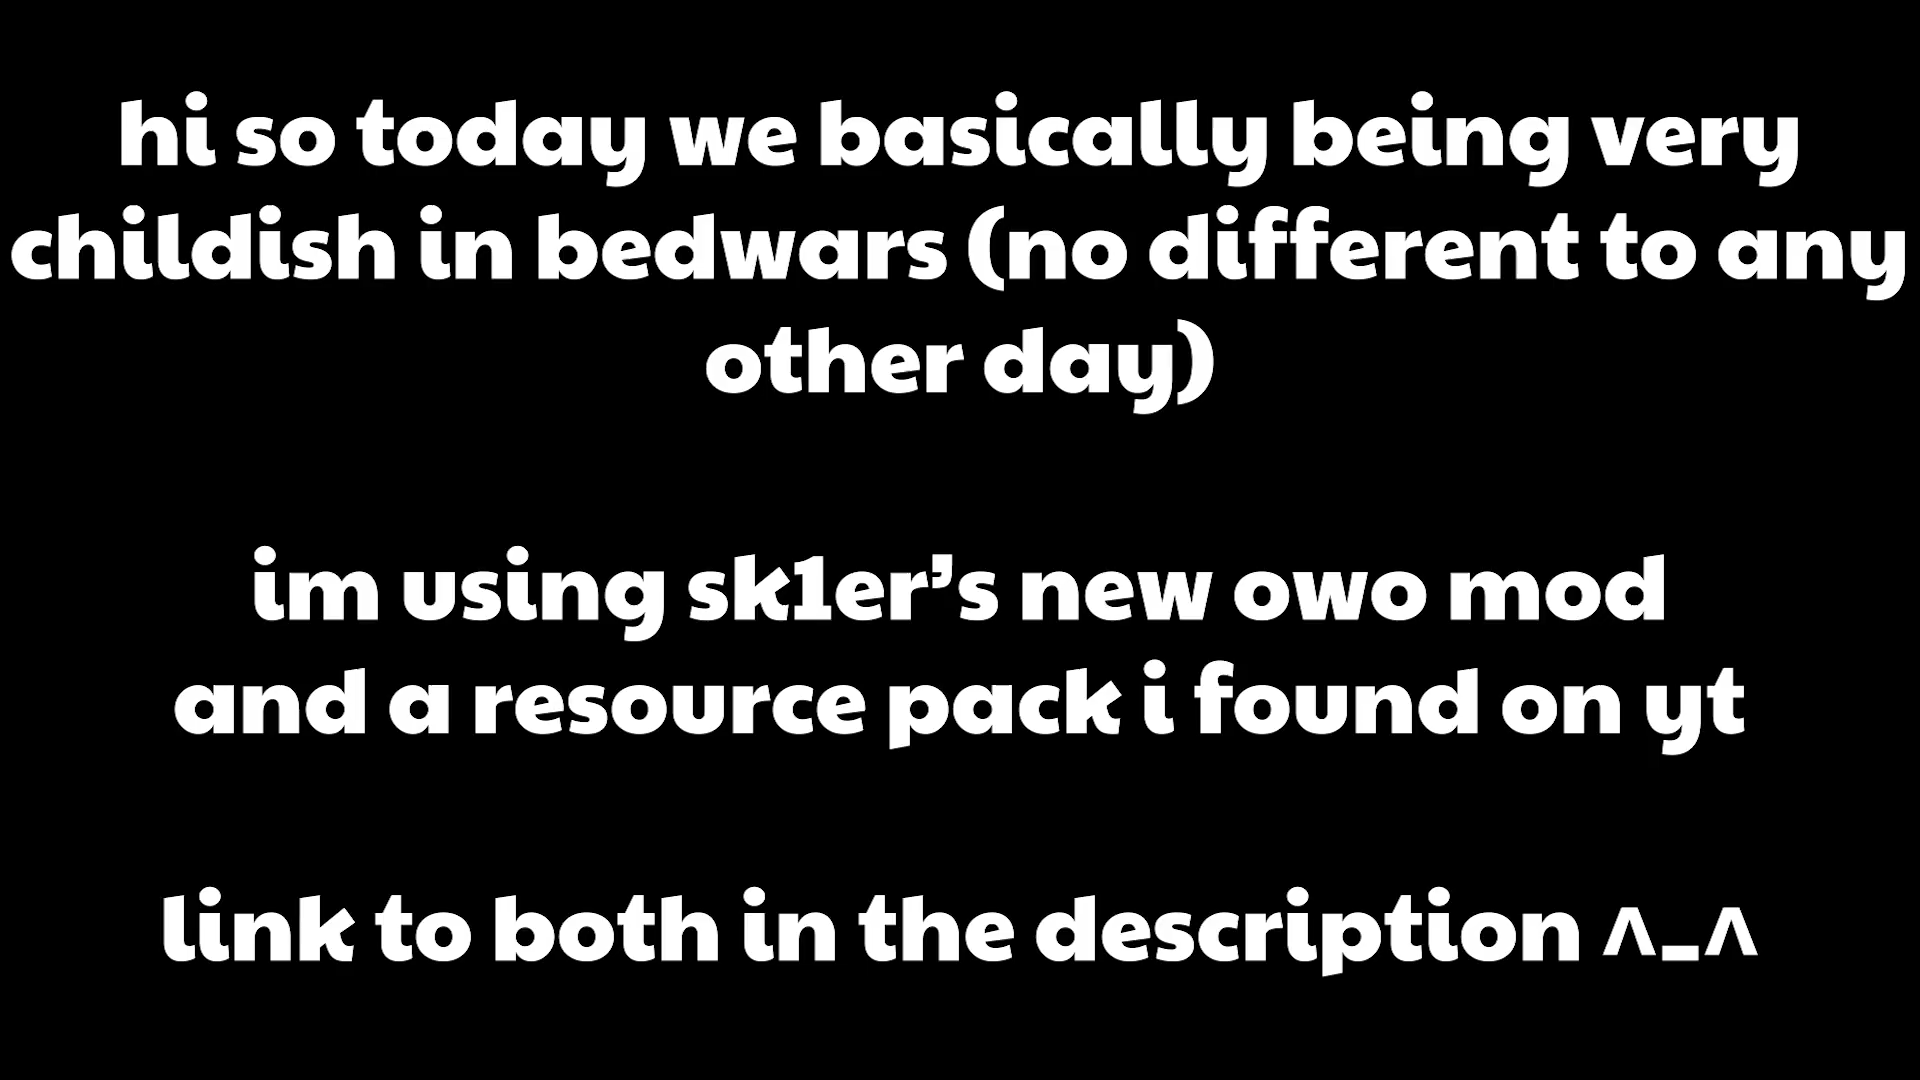 hi so today we basically being very
childish in bedwars (no different to any
other day)
im using sk1er’s new owo mod
and a resource pack i found on yt
link to both in the description ^-^